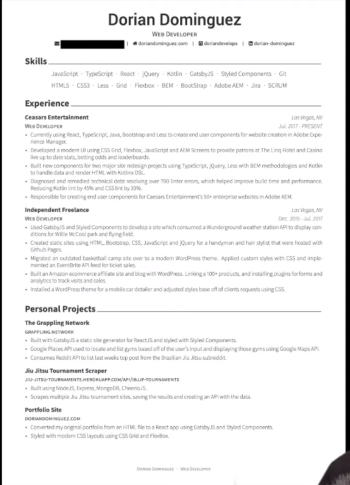 Dorian Dominguez
Web Developer
doriandominguez.com | doriandevelops | dorian-dominguez
Skills
JavaScript · TypeScript · React · jQuery · Kotlin · GatsbyJS · Styled Components · Git
HTML5 · CSS3 · Less · Grid · Flexbox · BEM · BootStrap · Adobe AEM · Jira · SCRUM
Experience
Ceasars Entertainment Las Vegas, NV
Web Developer Jul. 2017 - PRESENT
• Currently using React, TypeScript, Java, Bootstrap and Less to create end user components for website creation in Adobe Expe-
rience Manager.
• Developed a modern UI using CSS Grid, Flexbox, JavaScript and AEM Screens to provide patrons at The Linq Hotel and Casino
live up to date stats, betting odds and leaderboards.
• Built new components for two major site redesign projects using TypeScript, jQuery, Less with BEM methodologies and Kotlin
to handle data and render HTML with Kotlinx DSL.
• Diagnosed and remedied technical debt resolving over 700 linter errors, which helped improve build time and performance.
Reducing Kotlin lint by 45% and CSS lint by 30%.
• Responsible for creating end user components for Caesars Entertainment's 50+ enterprise websites in Adobe AEM.
Independent Freelance Las Vegas, NV
Web Developer Dec. 2015 - Jul. 2017
• Used GatsbyJS and Styled Components to develop a site which consumed a Wunderground weather station API to display con-
ditions for Willie McCool park and flying field.
• Created static sites using HTML, Bootstrap, CSS, JavaScript and jQuery for a handyman and hair stylist that were hosted with
Github Pages.
• Migrated an outdated basketball camp site over to a modern WordPress theme. Applied custom styles with CSS and imple-
mented an EventBrite API feed for ticket sales.
• Built an Amazon ecommerce affiliate site and blog with WordPress. Linking a 100+ products, and installing plugins for forms and
analytics to track visits and sales.
• Installed a WordPress theme for a mobile car detailer and adjusted styles base off of clients requests using CSS.
Personal Projects
The Grappling Network
grappling.network
• Built with GatsbyJS a static site generator for ReactJS and styled with Styled Components.
• Google Places API used to locate and list gyms based off of the user's input and displaying those gyms using Google Maps API.
• Consumes Reddit API to list last weeks top post from the Brazilian Jiu Jitsu subreddit.
Jiu Jitsu Tournament Scraper
jiu-jitsu-tournaments.herokuapp.com/api/ibjjf-tournaments
• Built using NodeJS, Express, MongoDB, CheerioJS.
• Scrapes multiple Jiu Jitsu tournament sites, saving the results and creating an API with the data.
Portfolio Site
doriandominguez.com
• Converted my original portfolio from an HTML file to a React app using GatsbyJS and Styled Components.
• Styled with modern CSS layouts using CSS Grid and FlexBox.
Dorian Dominguez · Web Developer